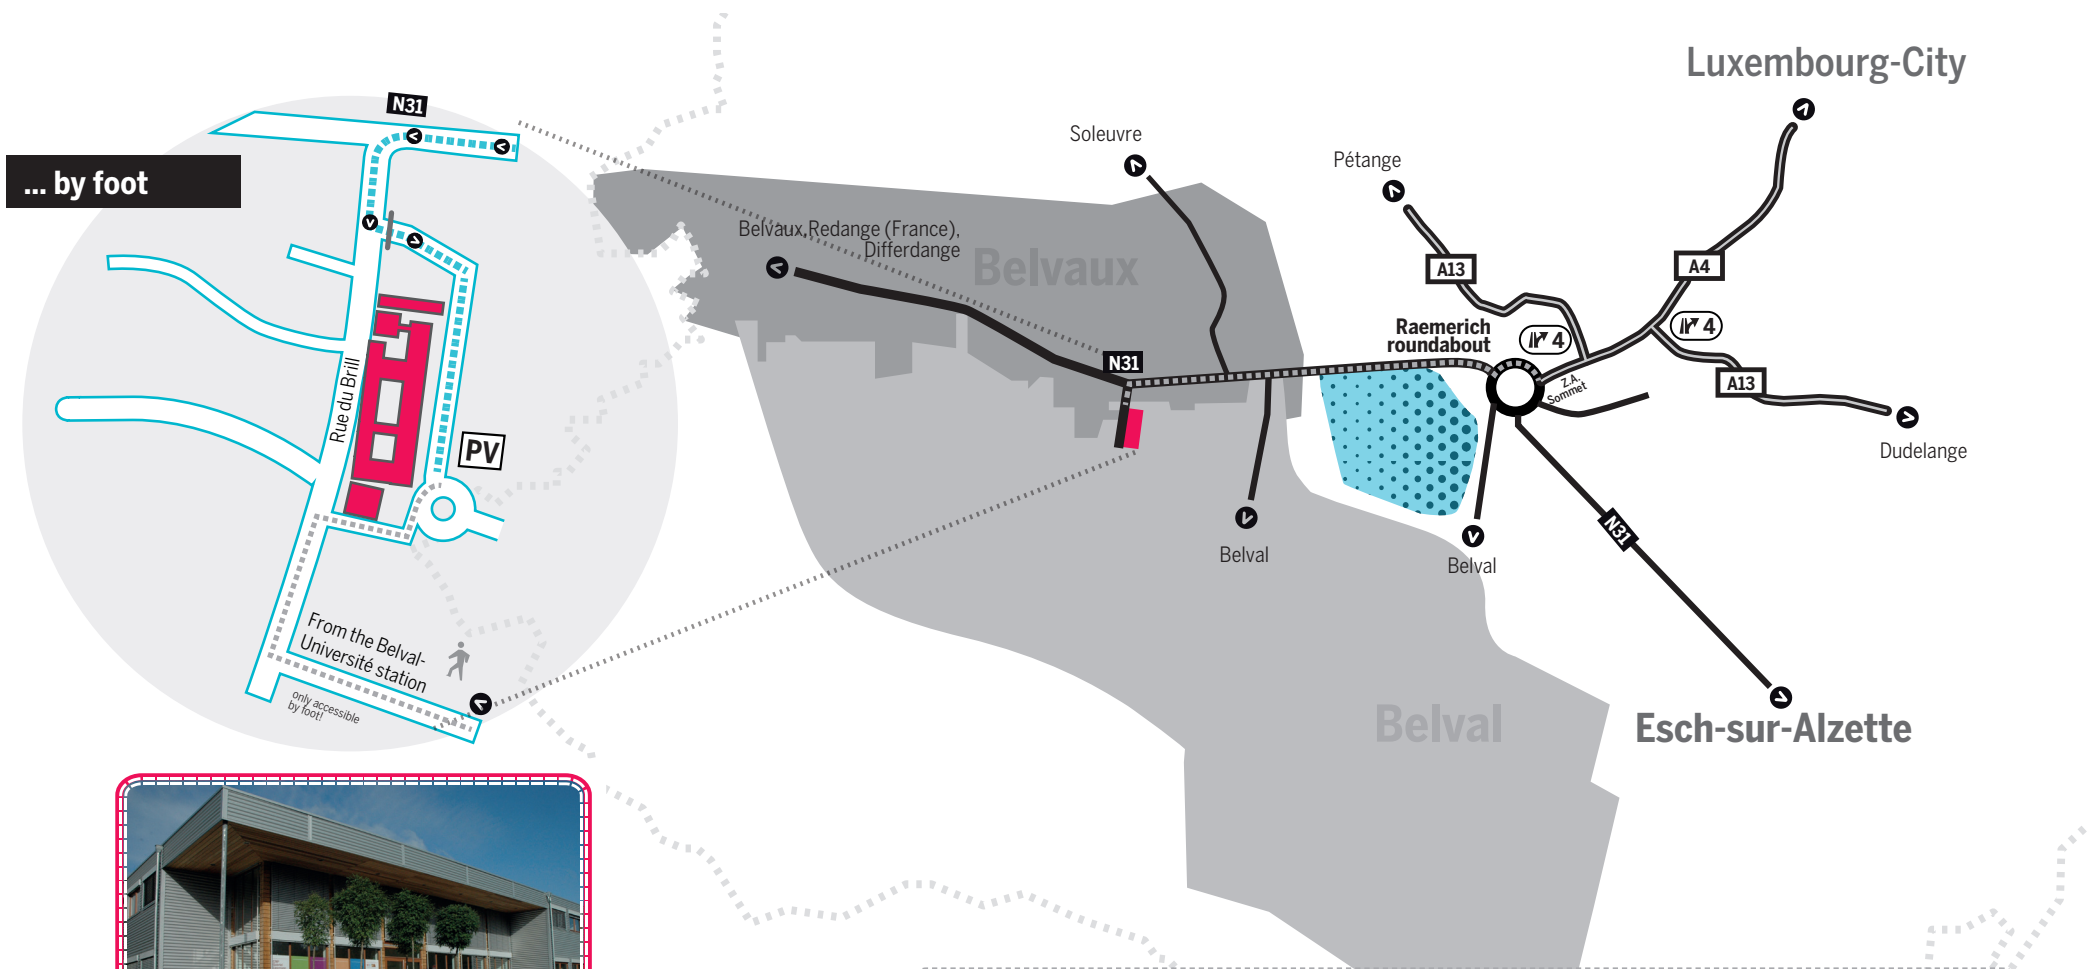 ... by foot
N31
Rue du Brill
PV
From the Belval-
Université station
only accessible
by foot!
Belvaux, Redange (France),
Differdange
Belvaux
Soleuvre
N31
Pétange
A13
Raemerich
roundabout
4
Luxembourg-City
A4
4
A13
Dudelange
Z.A.
Sommet
Belval
Belval
N31
Belval
Esch-sur-Alzette